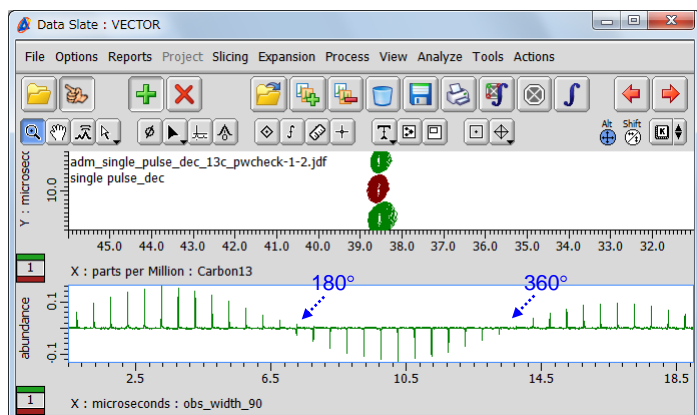 Data Slate : VECTOR
File Options Reports Project Slicing Expansion Process View Analyze Tools Actions
Alt Shift
adm_single_pulse_dec_13c_pwcheck-1-2.jdf
single pulse_dec
Y : microsecc
10.0
45.0 44.0 43.0 42.0 41.0 40.0 39.0 38.0 37.0 36.0 35.0 34.0 33.0 32.0
1
X : parts per Million : Carbon13
180° 360°
abundance
0.1
-0.1
2.5 6.5 10.5 14.5 18.5
1
X : microseconds : obs_width_90